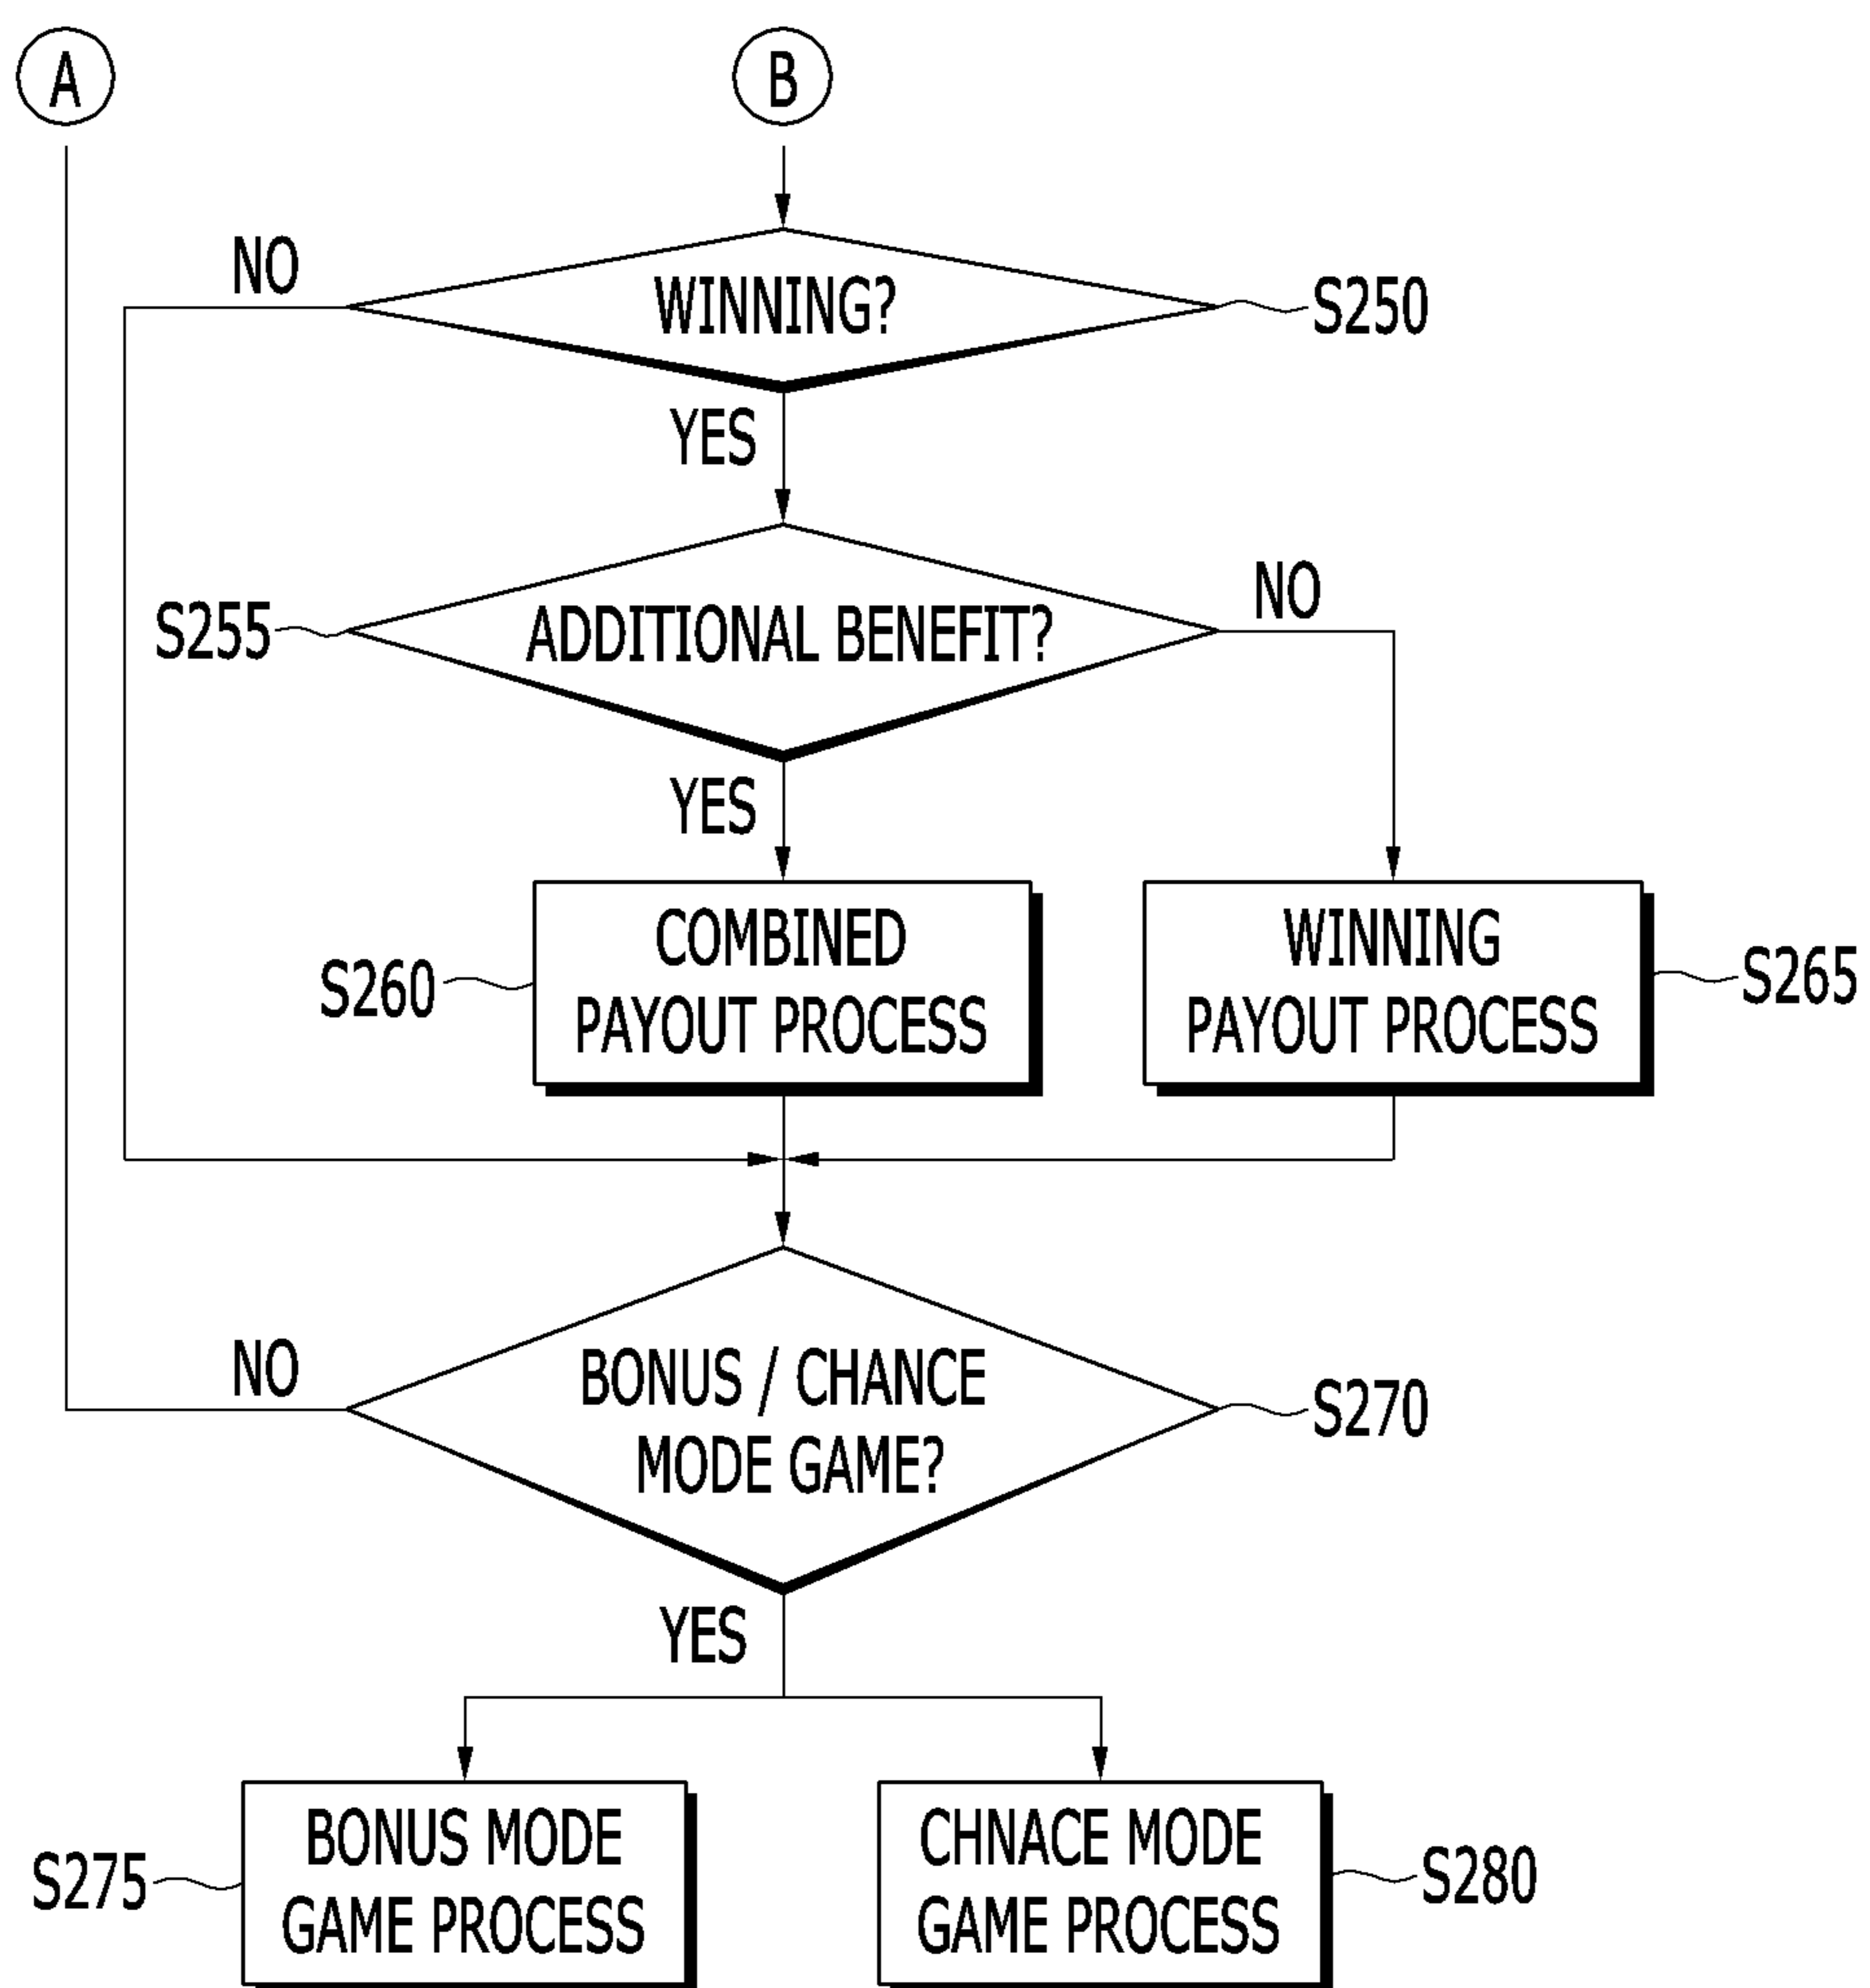 A
B
NO
WINNING?
S250
YES
S255
ADDITIONAL BENEFIT?
NO
YES
S260
COMBINED
PAYOUT PROCESS
WINNING
PAYOUT PROCESS
S265
NO
BONUS / CHANCE
MODE GAME?
S270
YES
S275
BONUS MODE
GAME PROCESS
CHNACE MODE
GAME PROCESS
S280